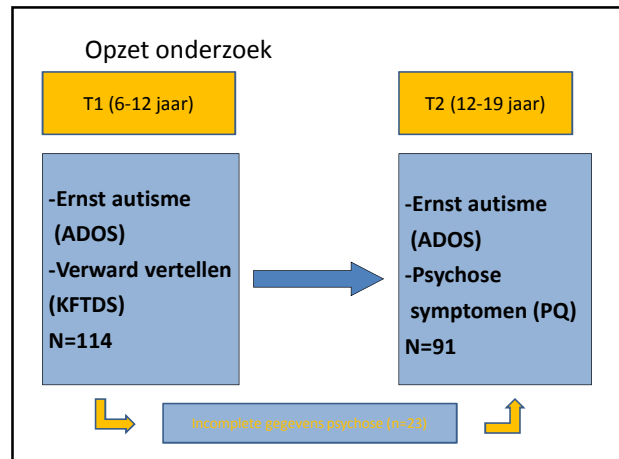 Opzet onderzoek
T1 (6-12 jaar)
T2 (12-19 jaar)
-Ernst autisme
(ADOS)
-Verward vertellen
(KFTDS)
N=114
-Ernst autisme
(ADOS)
-Psychose
symptomen (PQ)
N=91
Incomplete gegevens psychose (n=23)